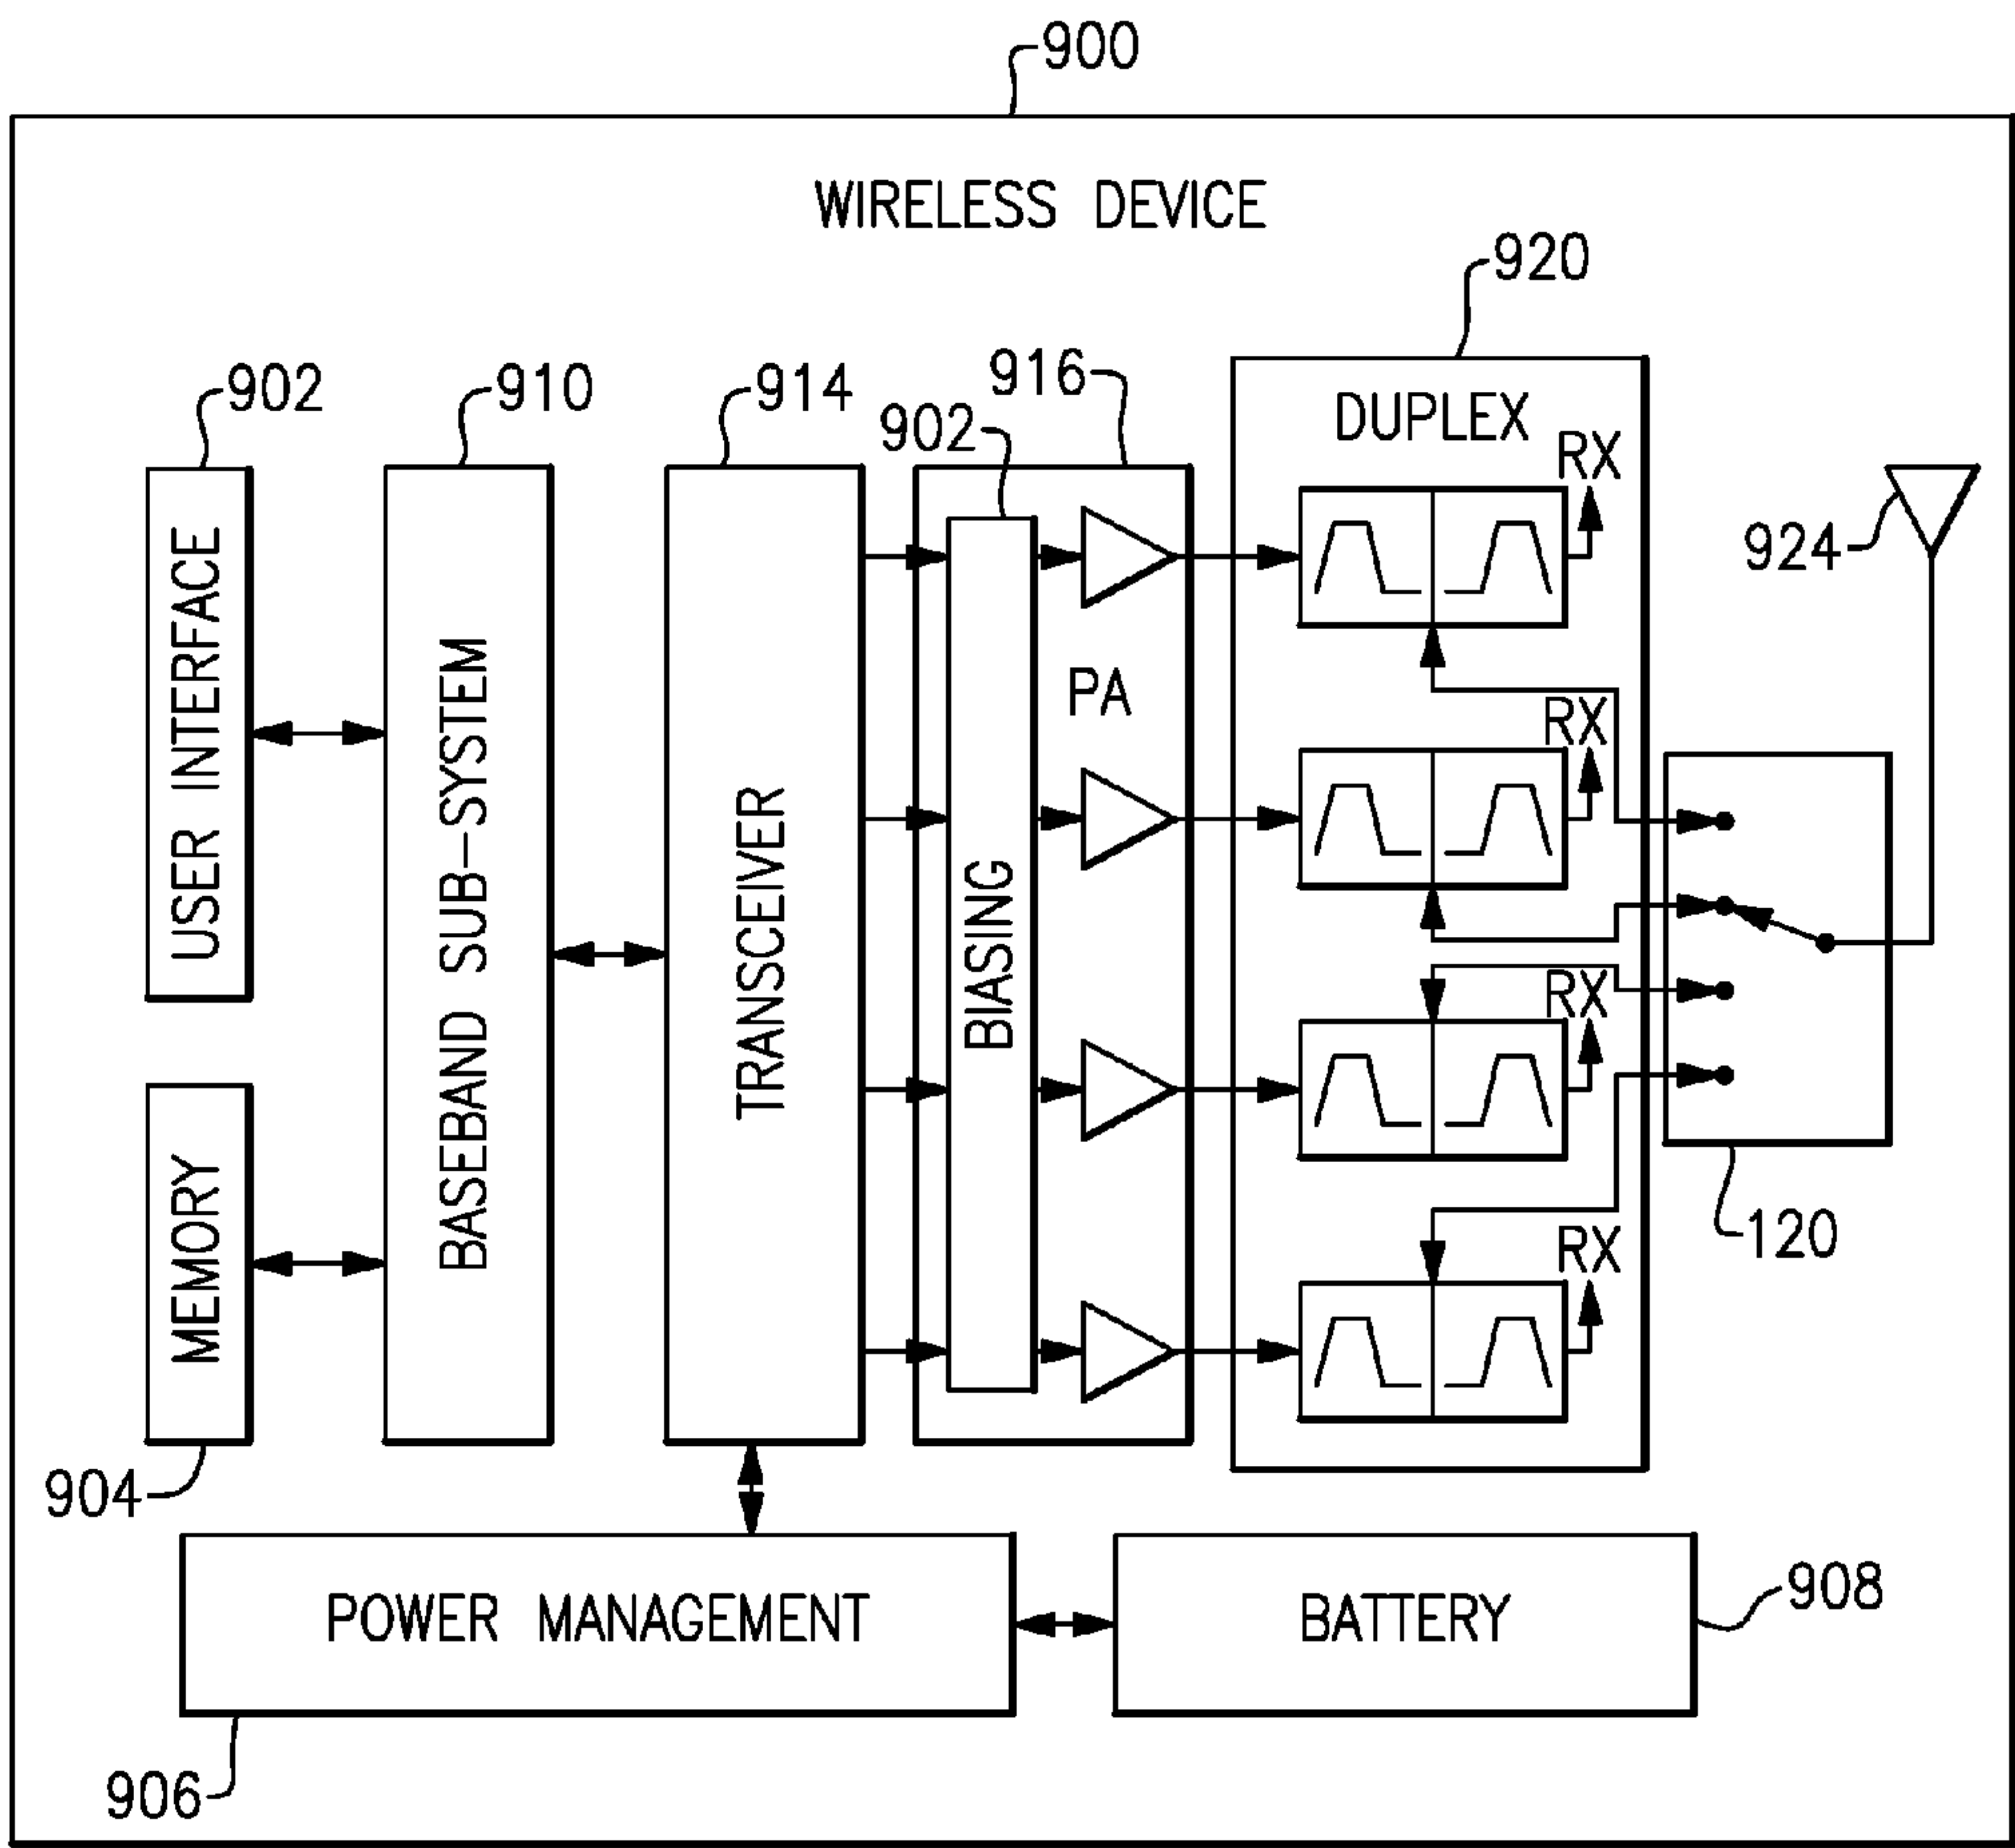 900
WIRELESS DEVICE
920
902
910
914
916
902
DUPLEX
RX
924
USER INTERFACE
BASEBAND SUB-SYSTEM
TRANSCEIVER
BIASING
PA
RX
RX
RX
MEMORY
120
904
POWER MANAGEMENT
BATTERY
908
906